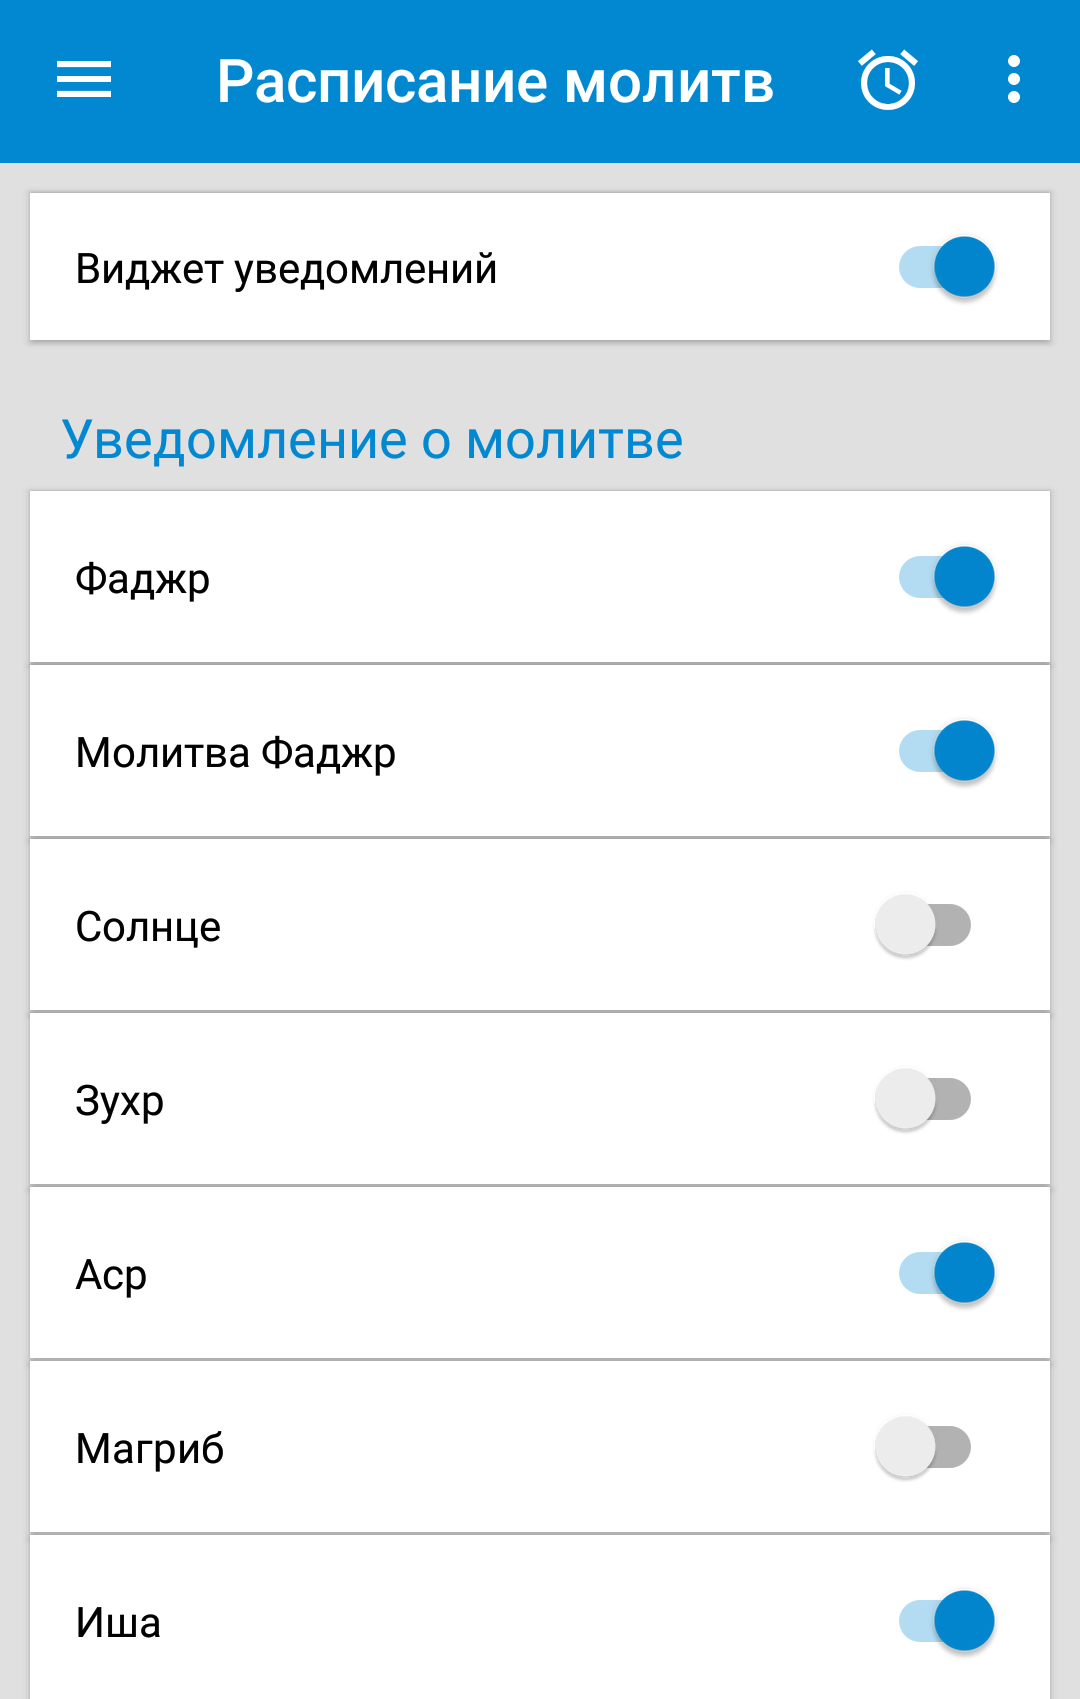 Расписание молитв
Виджет уведомлений
Уведомление о молитве
Фаджр
Молитва Фаджр
Солнце
Зухр
Аср
Магриб
Иша